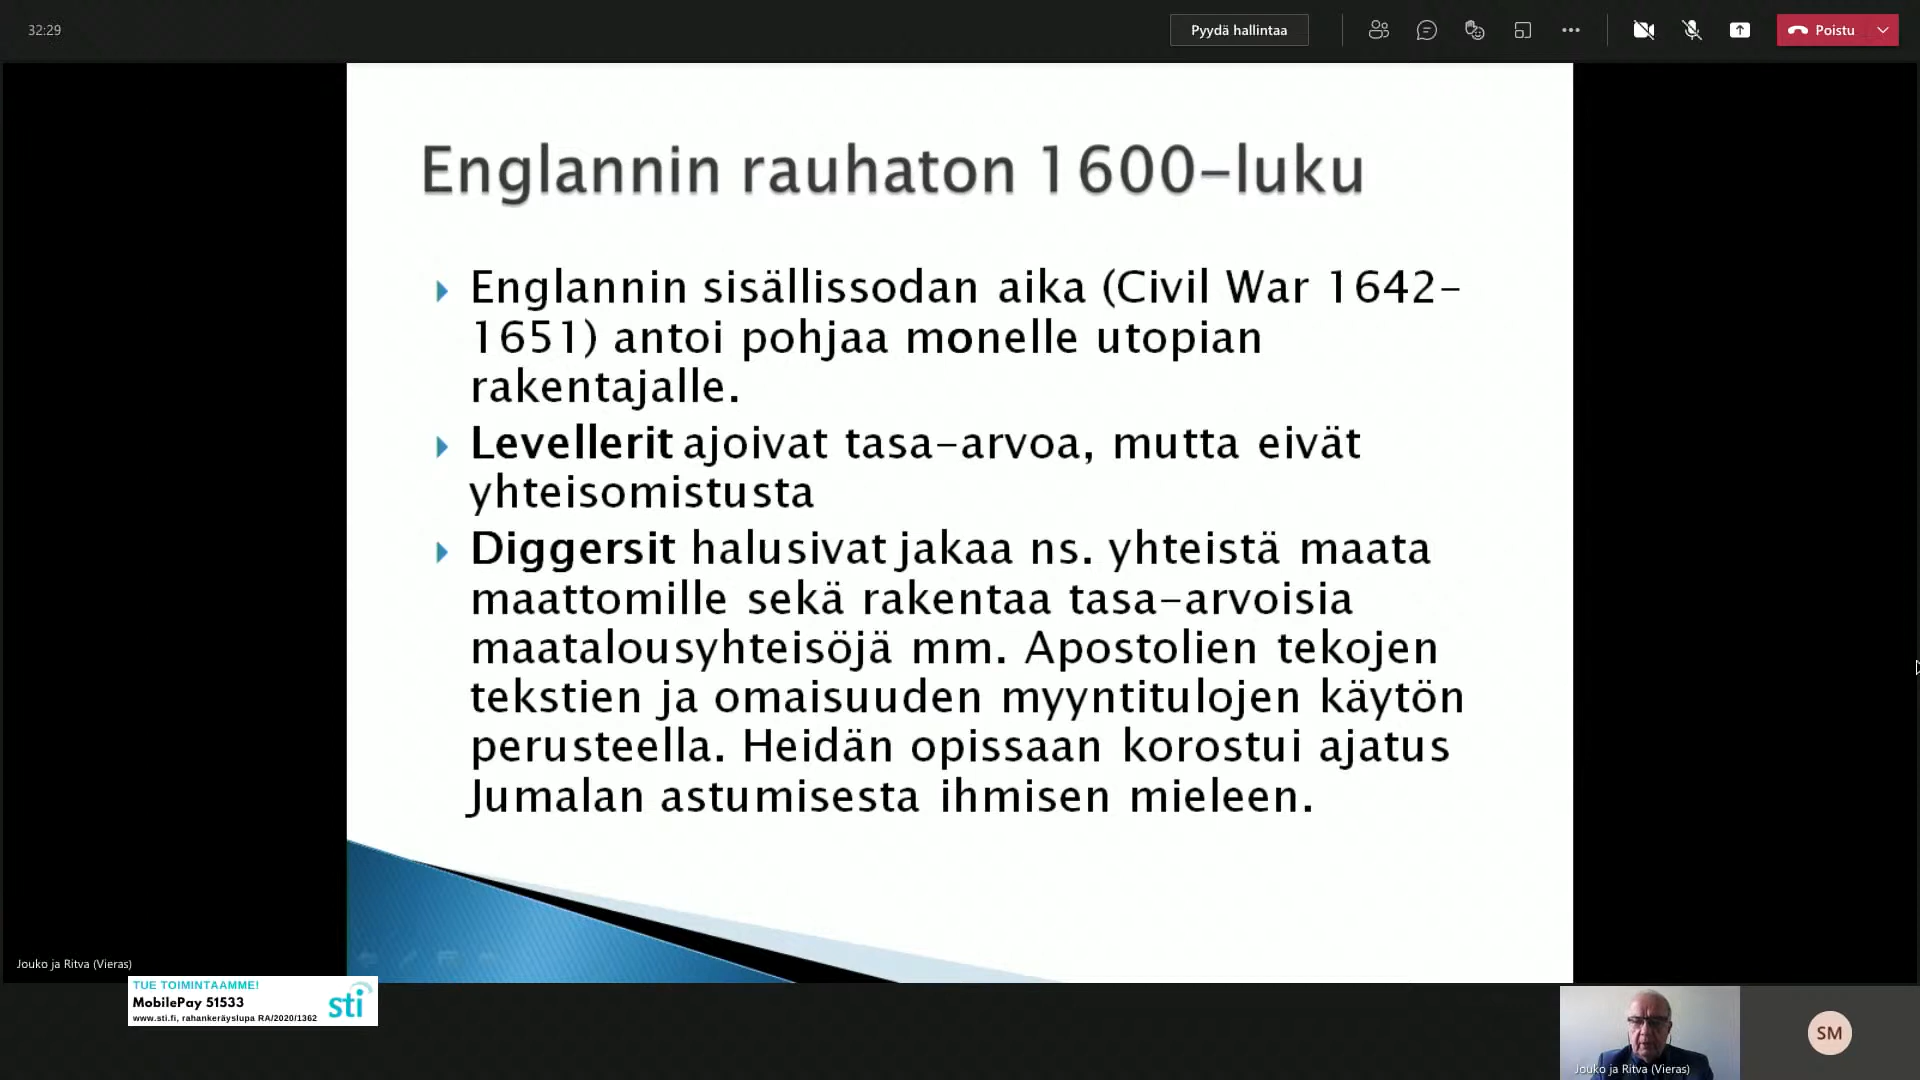 32:29
Pyydä hallintaa
Poistu
Englannin rauhaton 1600-luku
Englannin sisällissodan aika (Civil War 1642-
1651) antoi pohjaa monelle utopian
rakentajalle.
Levellerit ajoivat tasa-arvoa, mutta eivät
yhteisomistusta
Diggersit halusivat jakaa ns. yhteistä maata
maattomille sekä rakentaa tasa-arvoisia
maatalousyhteisöjä mm. Apostolien tekojen
tekstien ja omaisuuden myyntitulojen käytön
perusteella. Heidän opissaan korostui ajatus
Jumalan astumisesta ihmisen mieleen.
Jouko ja Ritva (Vieras)
TUE TOIMINTAAMME!
MobilePay 51533
www.sti.fi, rahankeräyslupa RA/2020/1362
sti
Jouko ja Ritva (Vieras)
SM